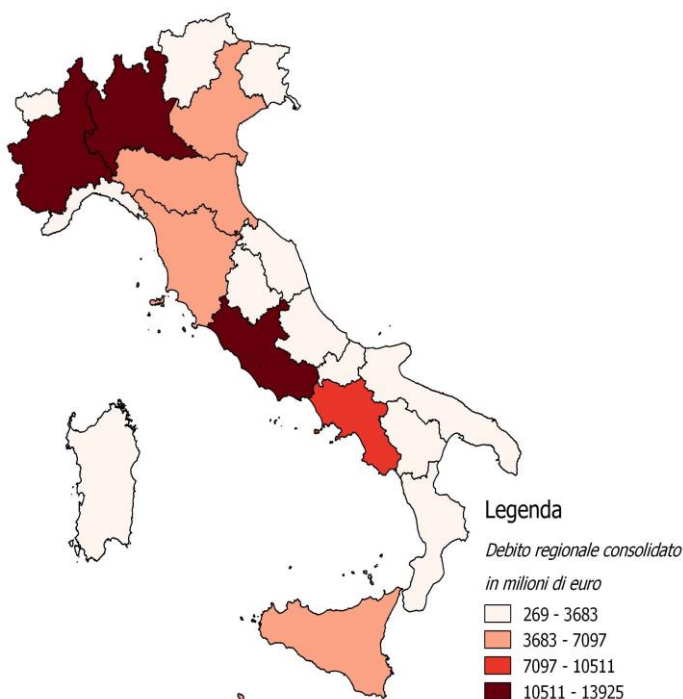 Legenda
Debito regionale consolidato
in milioni di euro
269 - 3683
3683 - 7097
7097 - 10511
10511 - 13925